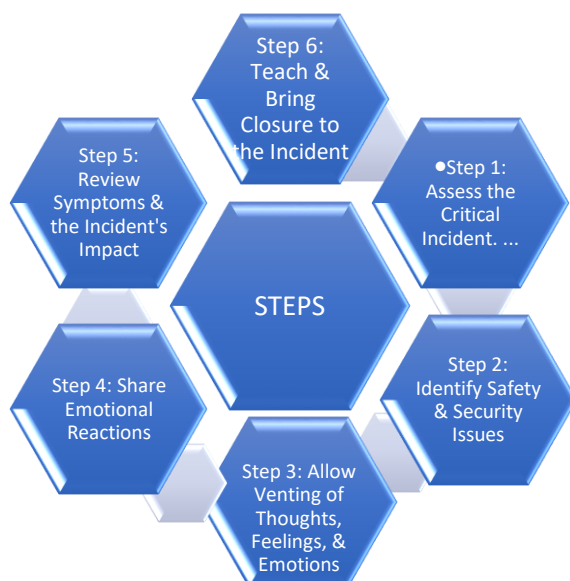 STEPS
●Step 1:
Assess the
Critical
Incident. ...
Step 2:
Identify Safety
& Security
Issues
Step 3: Allow
Venting of
Thoughts,
Feelings, &
Emotions
Step 4: Share
Emotional
Reactions
Step 5:
Review
Symptoms &
the Incident's
Impact
Step 6:
Teach &
Bring
Closure to
the Incident